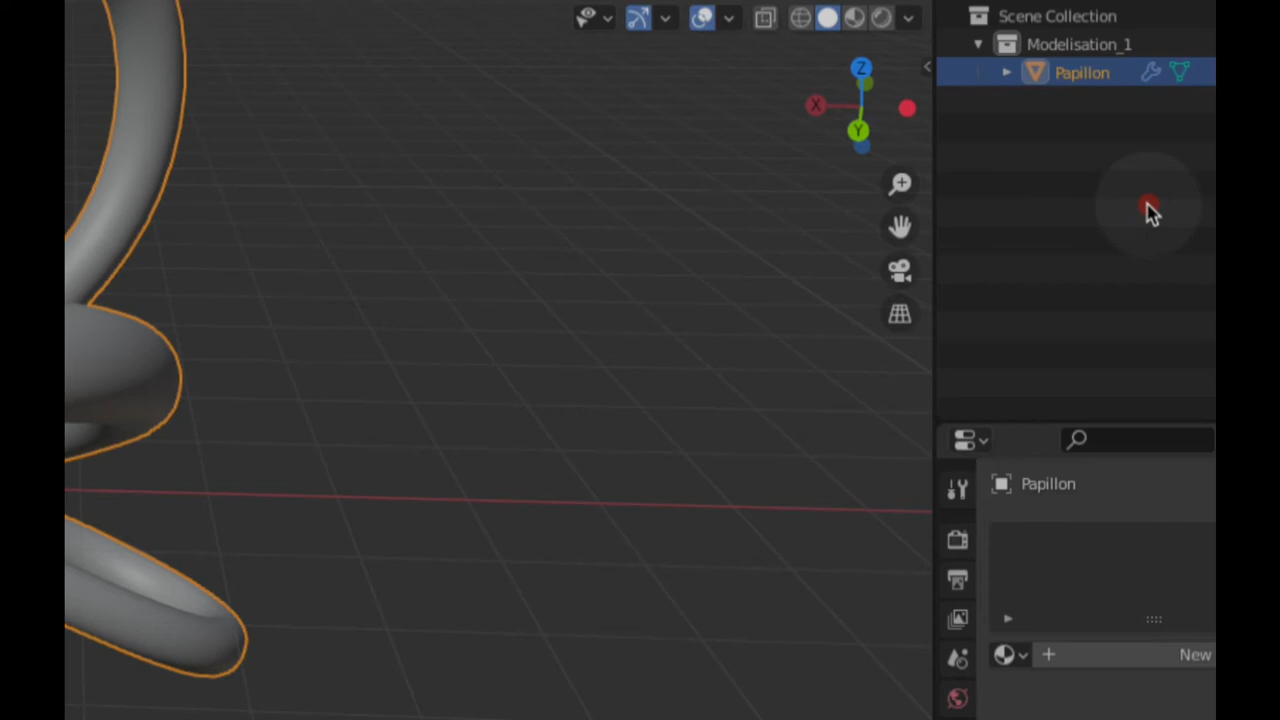 Scene Collection
Modelisation_1
Papillon
Z
X
Y
Papillon
New